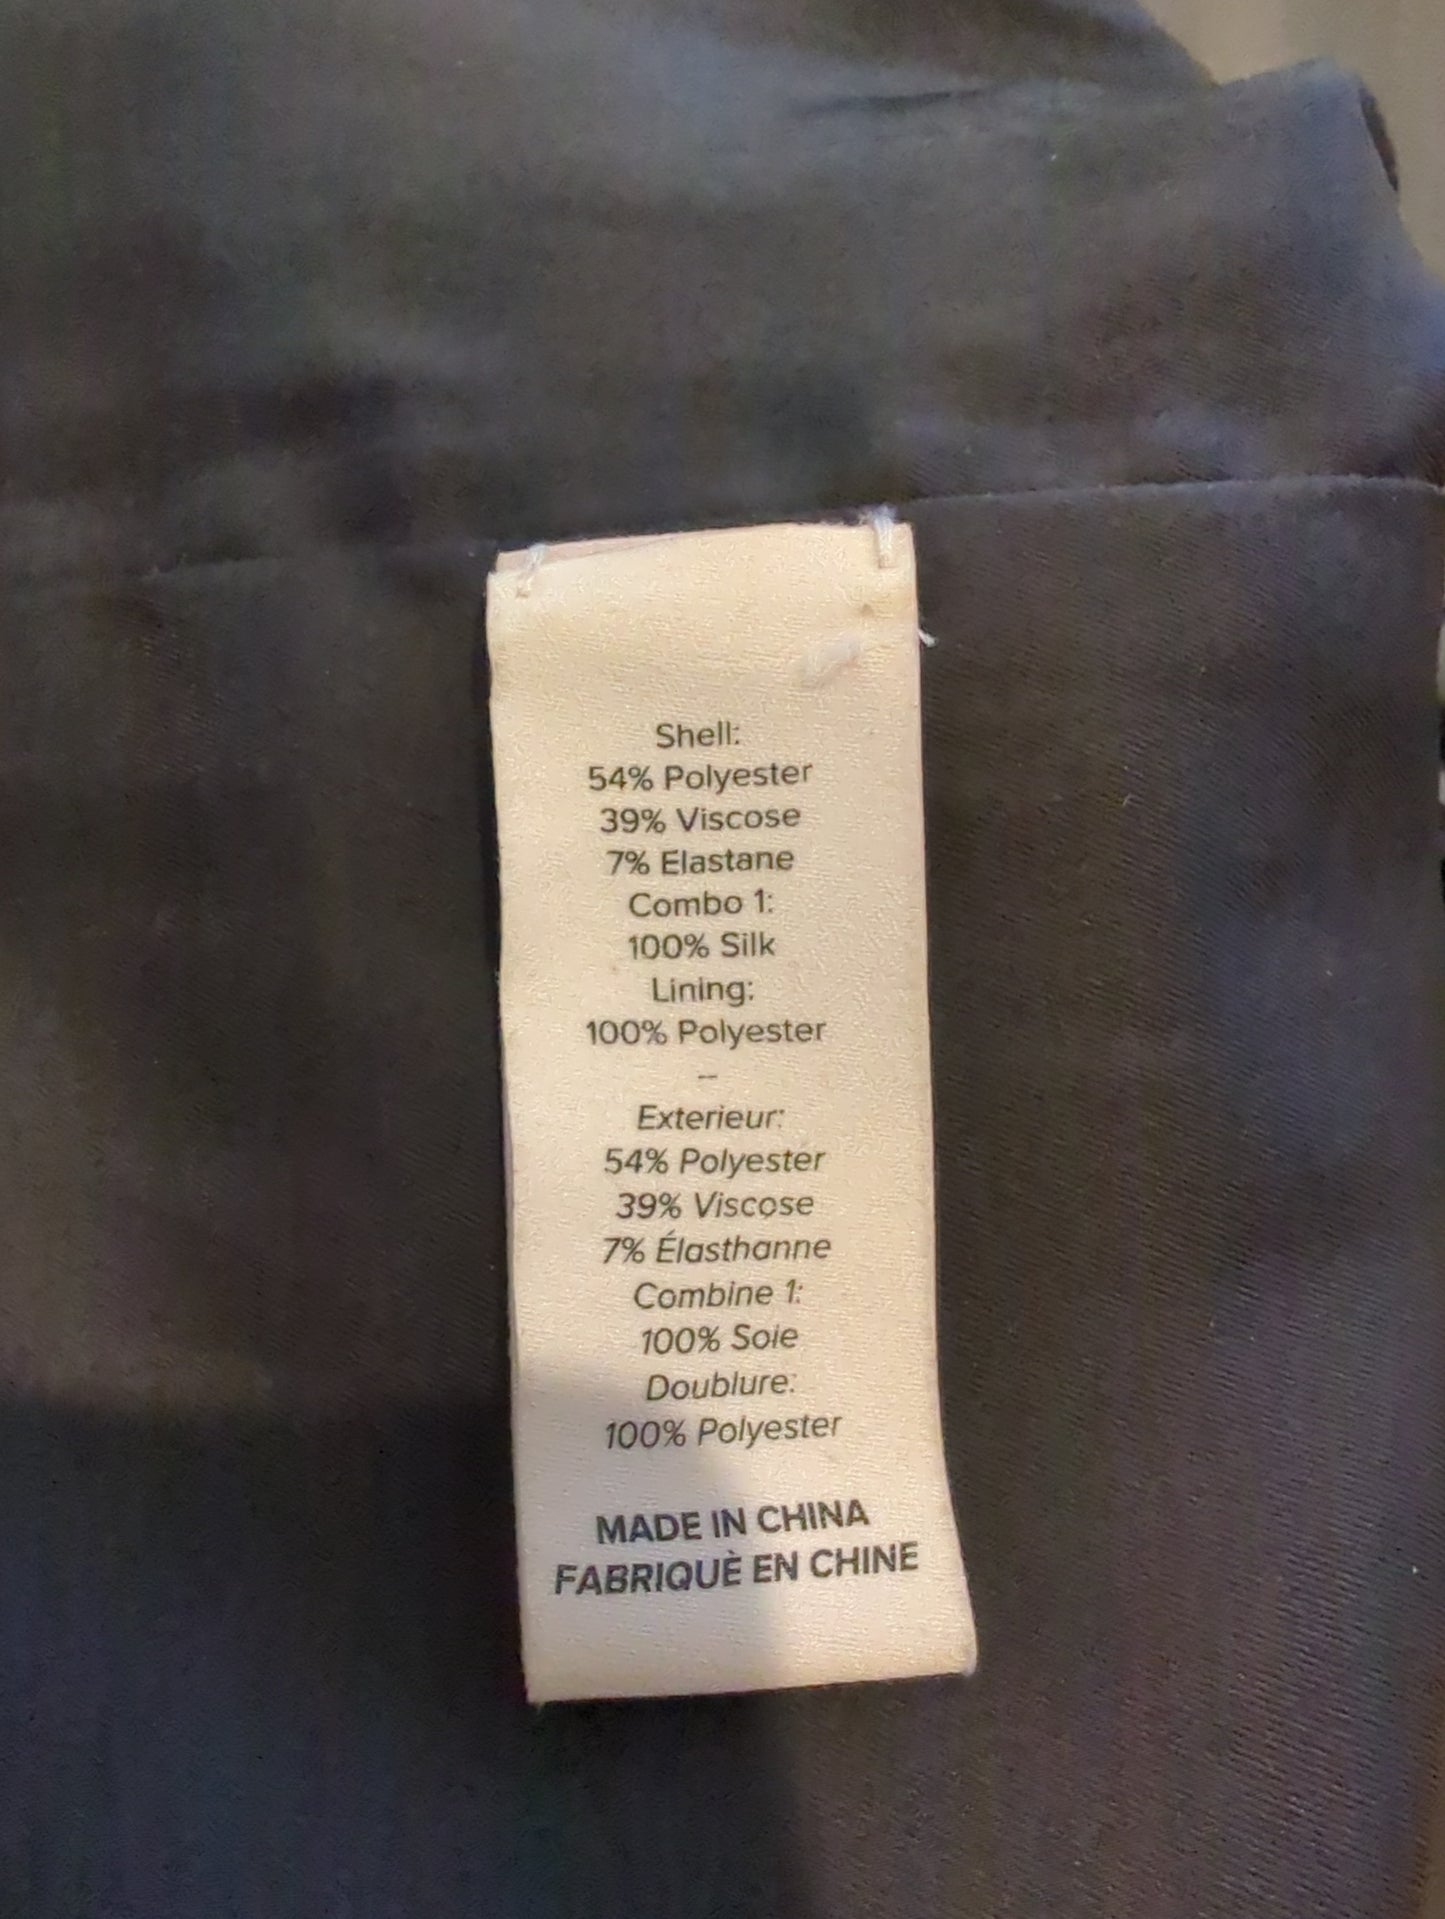 Shell:
54% Polyester
39% Viscose
7% Elastane
Combo 1:
100% Silk
Lining:
100% Polyester
--
Exterieur:
54% Polyester
39% Viscose
7% Élasthanne
Combine 1:
100% Soie
Doublure:
100% Polyester
MADE IN CHINA
FABRIQUÈ EN CHINE